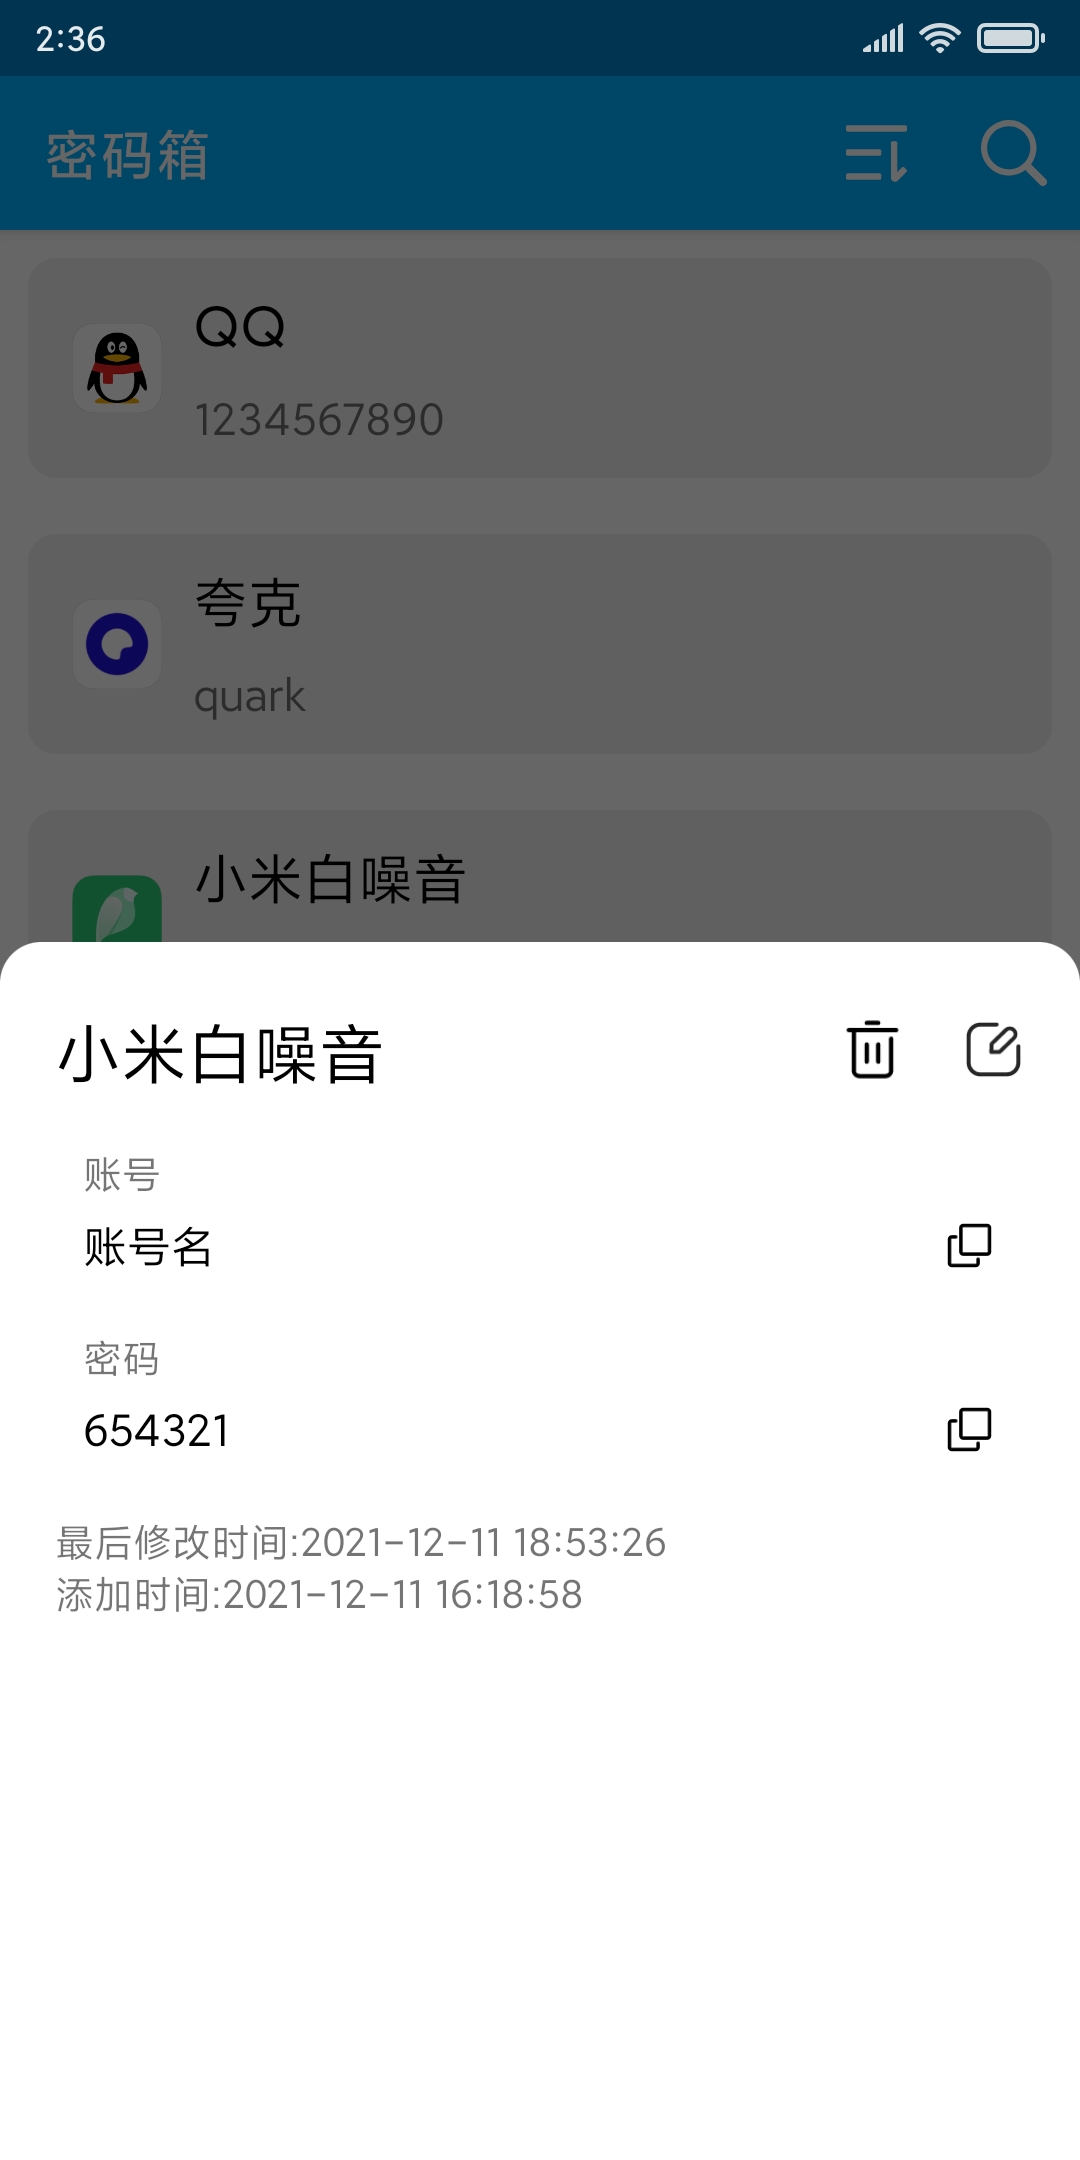 2:36
密码箱
QQ
1234567890
夸克
quark
小米白噪音
小米白噪音
账号
账号名
密码
654321
最后修改时间:2021-12-11 18:53:26
添加时间:2021-12-11 16:18:58